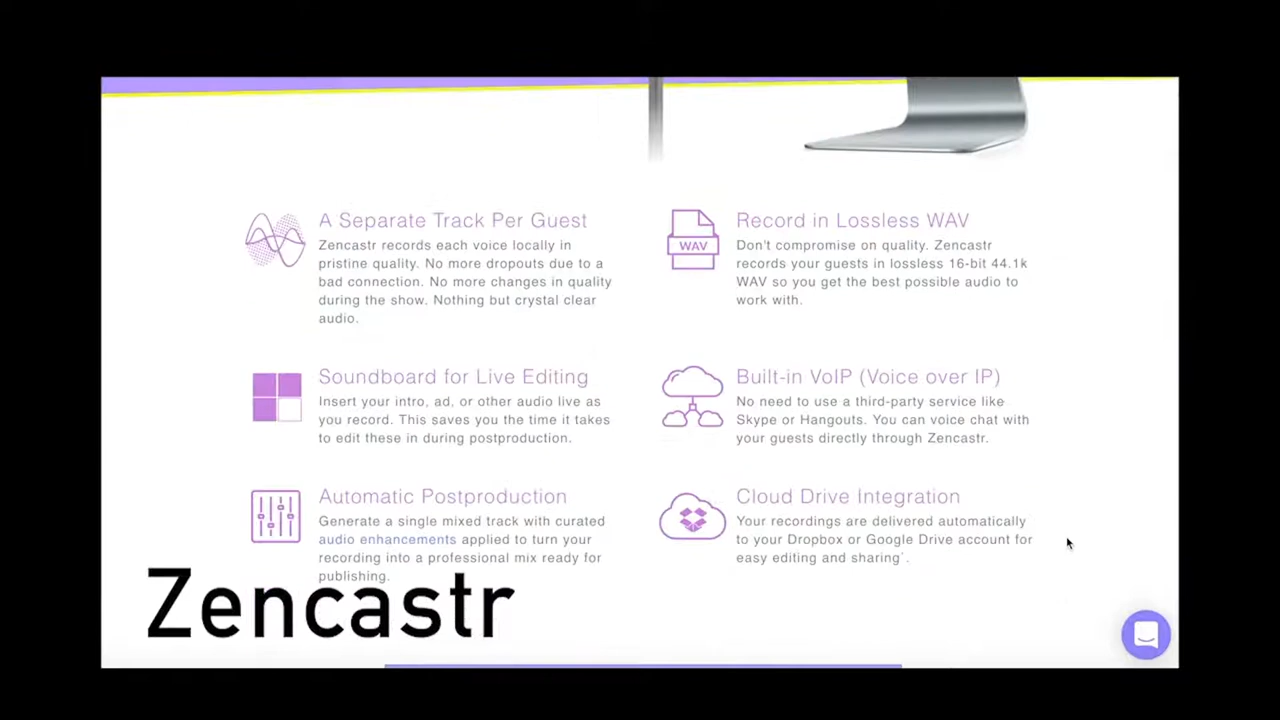 A Separate Track Per Guest
Zencastr records each voice locally in
pristine quality. No more dropouts due to a
bad connection. No more changes in quality
during the show. Nothing but crystal clear
audio.
WAV
Record in Lossless WAV
Don't compromise on quality. Zencastr
records your guests in lossless 16-bit 44.1k
WAV so you get the best possible audio to
work with.
Soundboard for Live Editing
Insert your intro, ad, or other audio live as
you record. This saves you the time it takes
to edit these in during postproduction.
Built-in VoIP (Voice over IP)
No need to use a third-party service like
Skype or Hangouts. You can voice chat with
your guests directly through Zencastr.
Automatic Postproduction
Generate a single mixed track with curated
audio enhancements applied to turn your
recording into a professional mix ready for
publishing.
Cloud Drive Integration
Your recordings are delivered automatically
to your Dropbox or Google Drive account for
easy editing and sharing*.
Zencastr